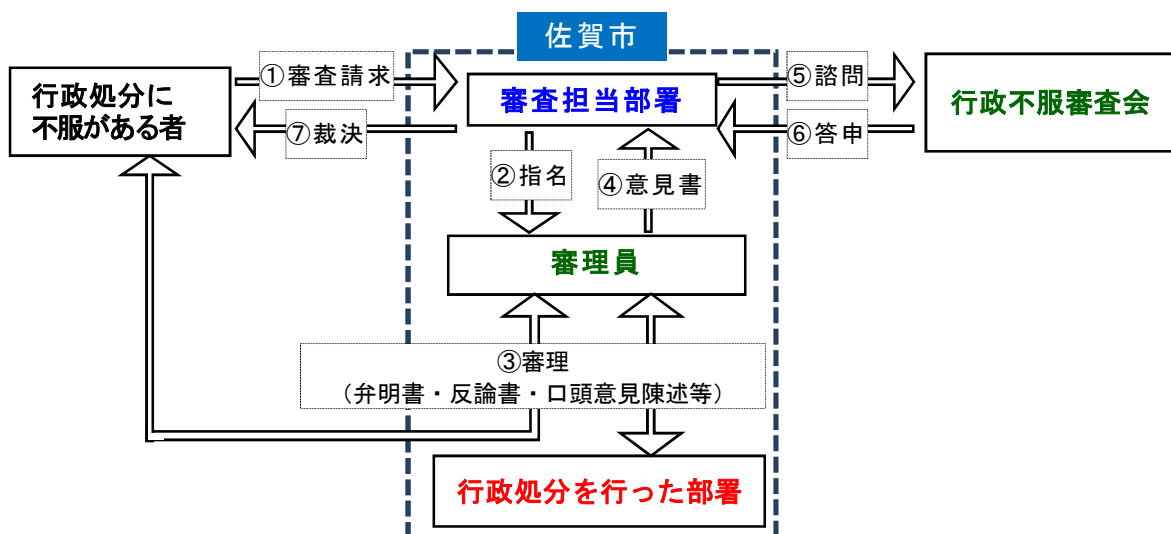 佐賀市
①審査請求
⑤諮問
行政処分に
不服がある者
審査担当部署
行政不服審査会
⑦裁決
⑥答申
②指名
④意見書
審理員
③審理
（弁明書・反論書・口頭意見陳述等）
行政処分を行った部署